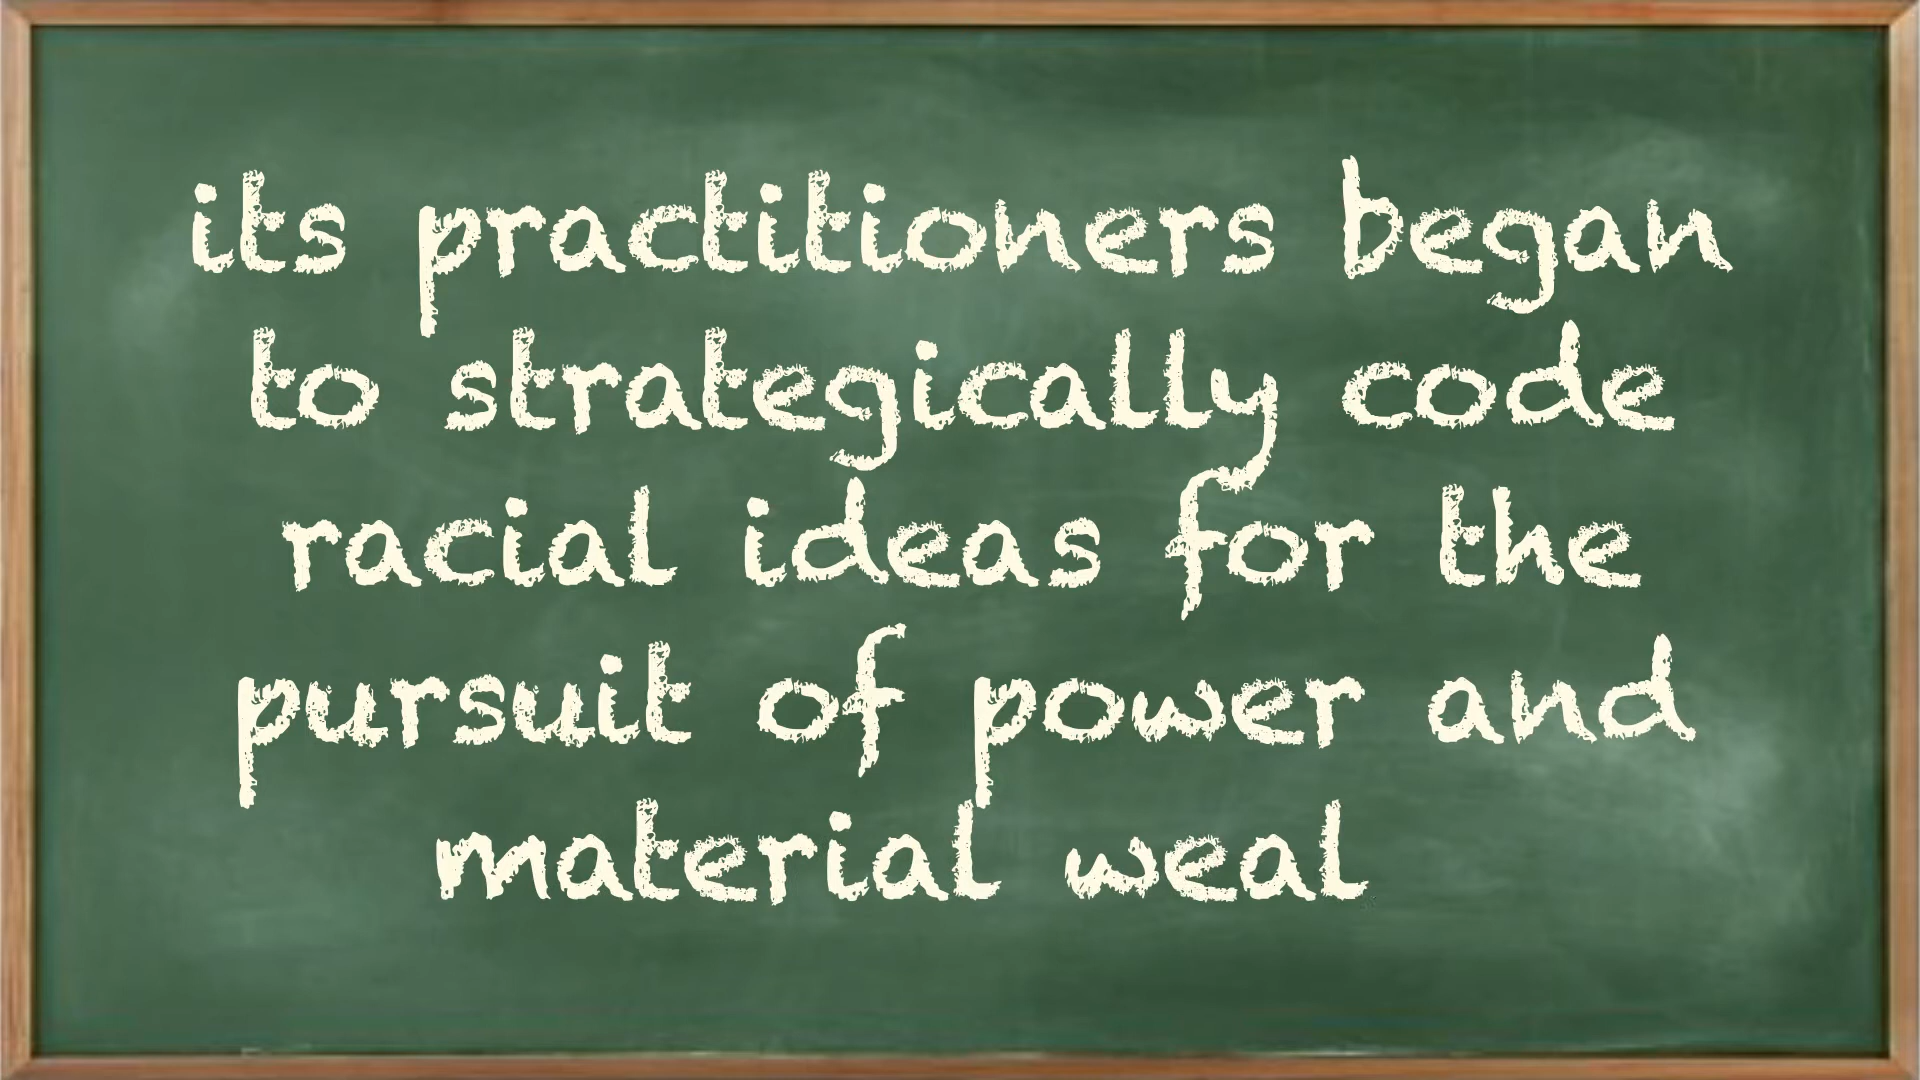 its practitioners began
to strategically code
racial ideas for the
pursuit of power and
material weal